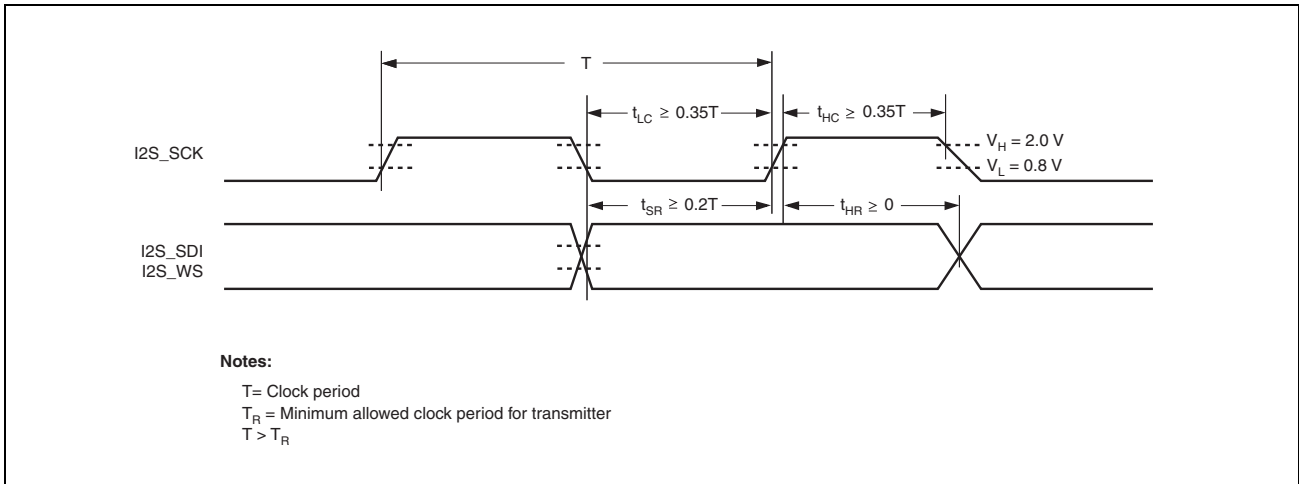 T
t_LC ≥ 0.35T
t_HC ≥ 0.35T
I2S_SCK
V_H = 2.0 V
V_L = 0.8 V
t_SR ≥ 0.2T
t_HR ≥ 0
I2S_SDI
I2S_WS
Notes:
T= Clock period
T_R = Minimum allowed clock period for transmitter
T > T_R